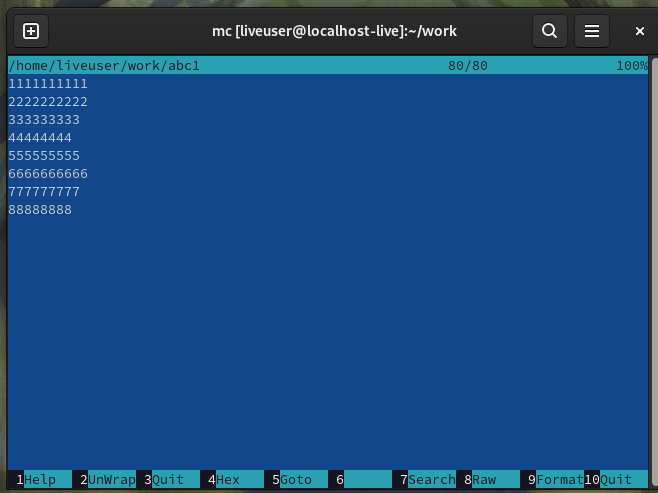 mc [liveuser@localhost-live]:~/work
/home/liveuser/work/abc1 80/80 100%
1111111111
2222222222
333333333
44444444
555555555
6666666666
777777777
88888888
1Help 2UnWrap 3Quit 4Hex 5Goto 6 7Search 8Raw 9Format 10Quit